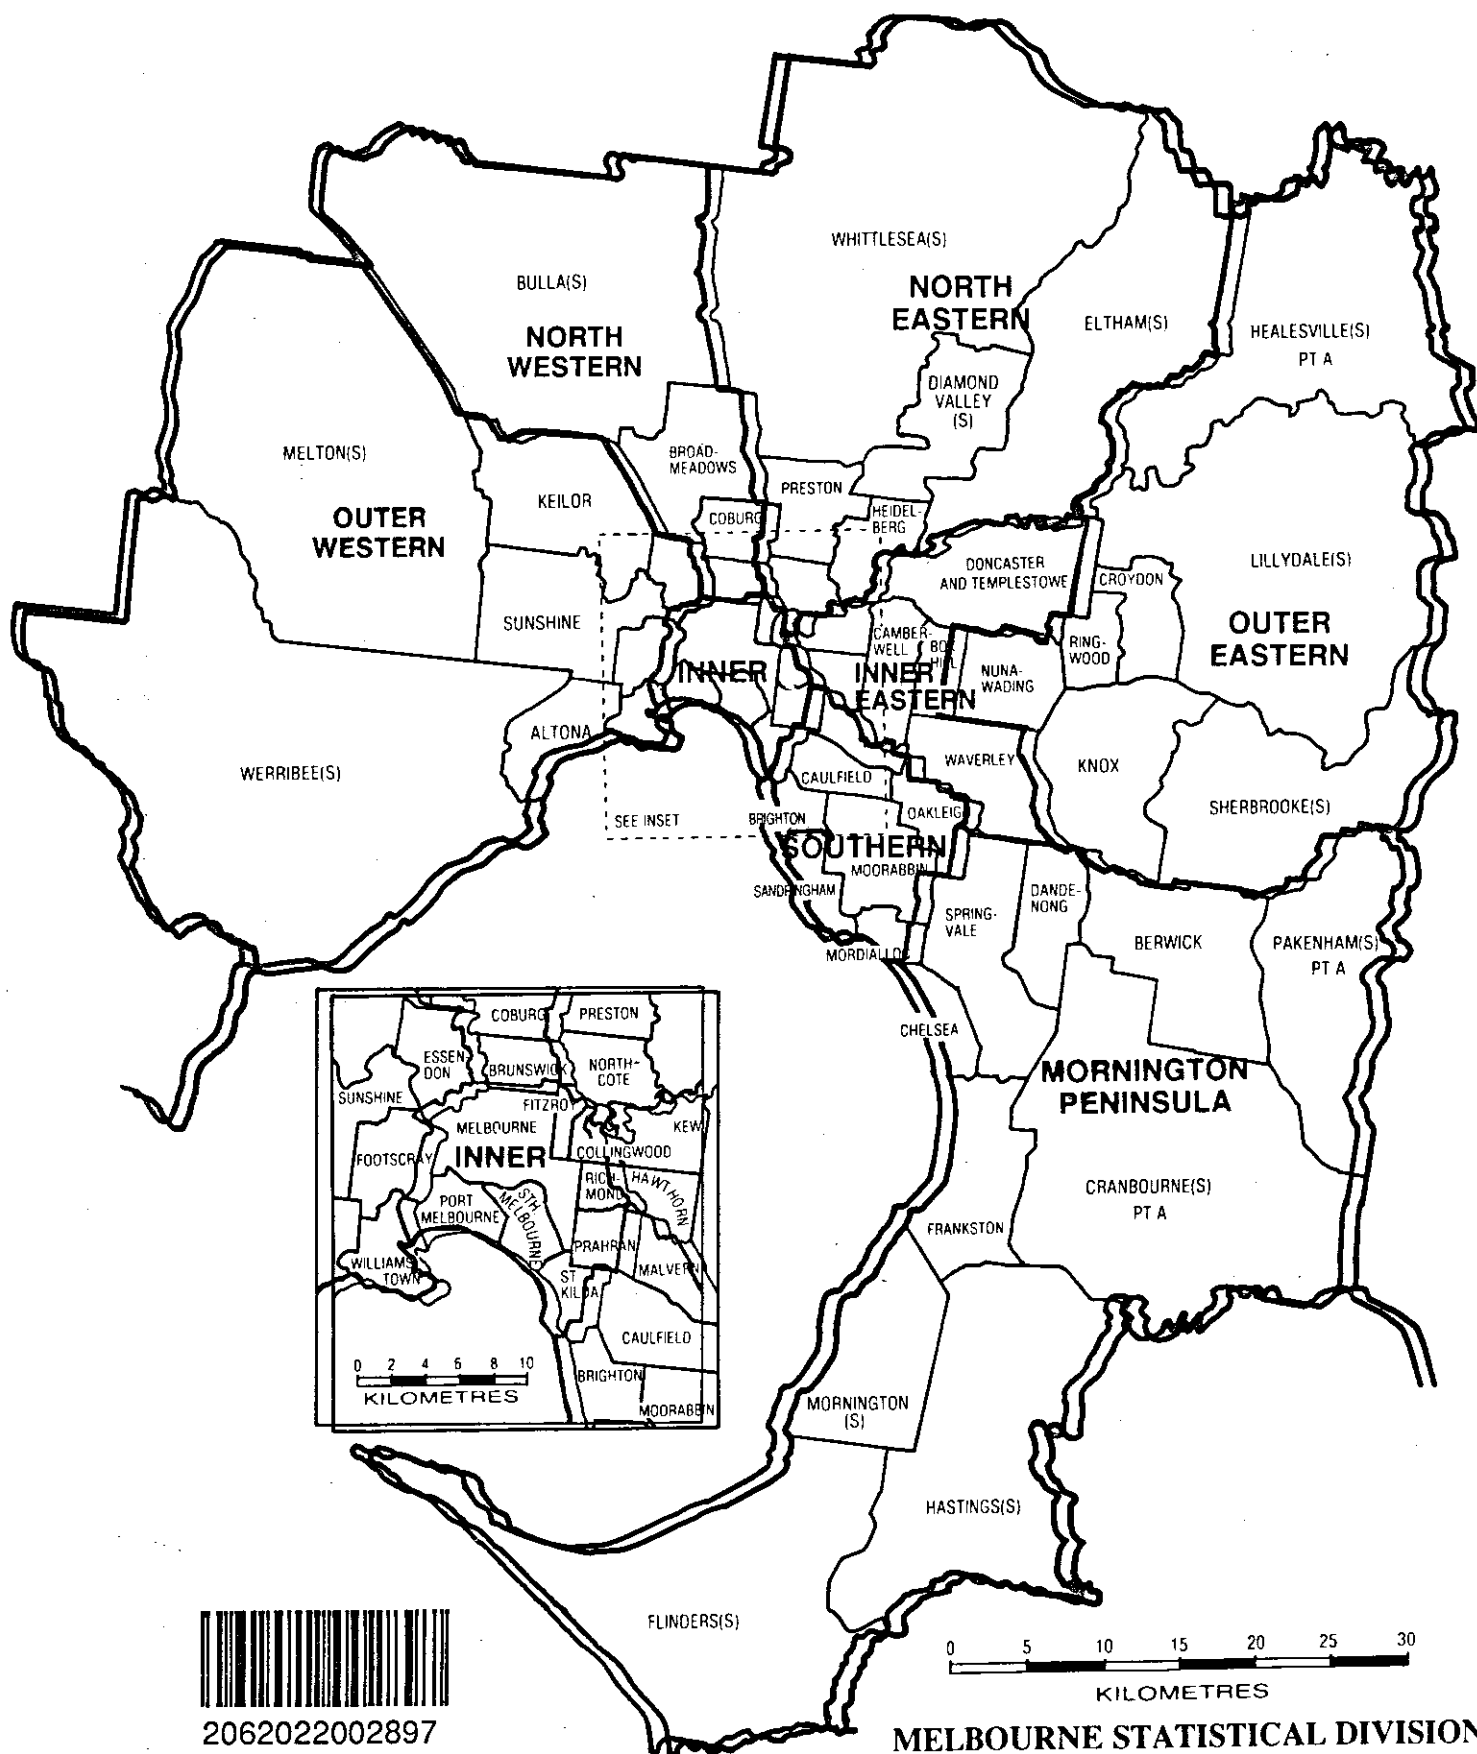 WHITTLESEA(S)
BULLA(S)
NORTH
EASTERN
ELTHAM(S)
HEALESVILLE(S)
PT A
NORTH
WESTERN
DIAMOND
VALLEY
(S)
MELTON(S)
BROAD-
MEADOWS
KEILOR
PRESTON
OUTER
WESTERN
COBURG
HEIDEL-
BERG
DONCASTER
AND TEMPLESTOWE
CROYDON
LILLYDALE(S)
SUNSHINE
CAMBER-
WELL
BOX
HILL
RING-
WOOD
OUTER
EASTERN
INNER
INNER
EASTERN
NUNA-
WADING
ALTONA
WERRIBEE(S)
CAULFIELD
WAVERLEY
KNOX
SHERBROOKE(S)
SEE INSET
BRIGHTON
OAKLEIG
SOUTHERN
MOORABBIN
SANDRINGHAM
DANDE-
NONG
SPRING-
VALE
MORDIALLOC
BERWICK
PAKENHAM(S)
PT A
CHELSEA
MORNINGTON
PENINSULA
CRANBOURNE(S)
PT A
FRANKSTON
MORNINGTON
(S)
HASTINGS(S)
FLINDERS(S)
COBURG
PRESTON
ESSEN-
DON
BRUNSWICK
NORTH-
COTE
SUNSHINE
FITZROY
MELBOURNE
KEW
FOOTSCRAY
INNER
COLLINGWOOD
RICH-
MOND
HAWTHORN
PORT
MELBOURNE
STH.
MELBOURNE
PRAHRAN
MALVERN
WILLIAMS
TOWN
ST
KILDA
CAULFIELD
BRIGHTON
MOORABBIN
0 2 4 6 8 10
KILOMETRES
0 5 10 15 20 25 30
KILOMETRES
2062022002897
MELBOURNE STATISTICAL DIVISION